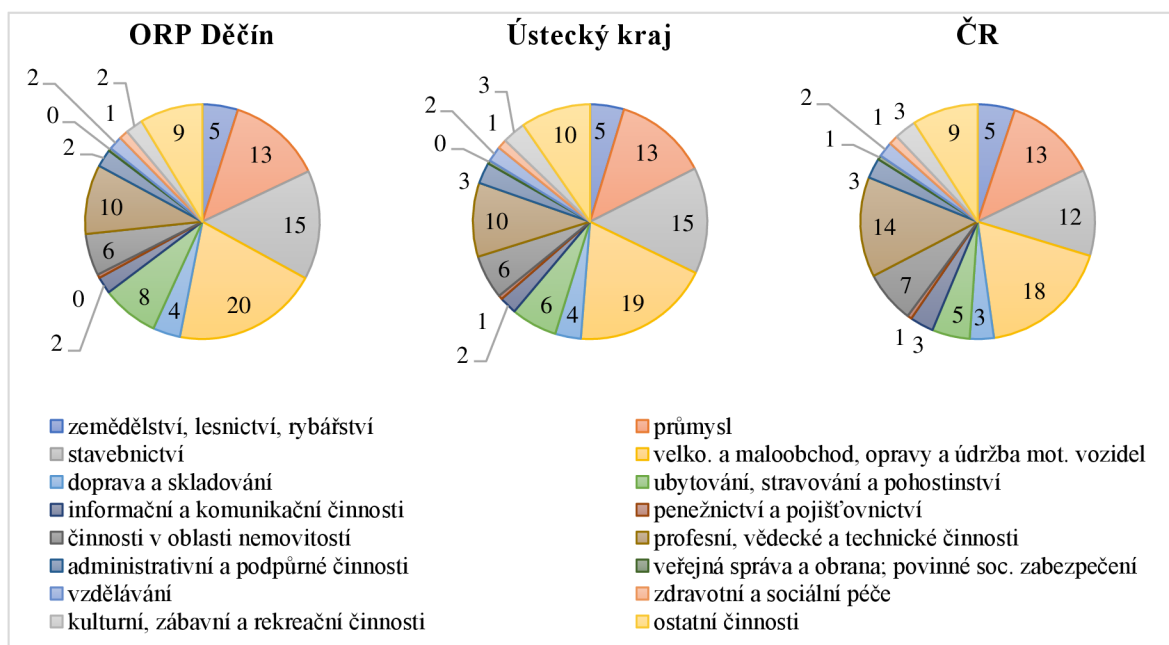 ORP Děčín
Ústecký kraj
ČR
5
13
15
20
4
8
2
0
6
10
2
0
2
1
2
9
5
13
15
19
4
6
2
1
6
10
3
0
2
1
3
10
5
13
12
18
3
5
3
1
7
14
3
1
2
1
3
9
zemědělství, lesnictví, rybářství
průmysl
stavebnictví
velko. a maloobchod, opravy a údržba mot. vozidel
doprava a skladování
ubytování, stravování a pohostinství
informační a komunikační činnosti
penežnictví a pojišťovnictví
činnosti v oblasti nemovitostí
profesní, vědecké a technické činnosti
administrativní a podpůrné činnosti
veřejná správa a obrana; povinné soc. zabezpečení
vzdělávání
zdravotní a sociální péče
kulturní, zábavní a rekreační činnosti
ostatní činnosti